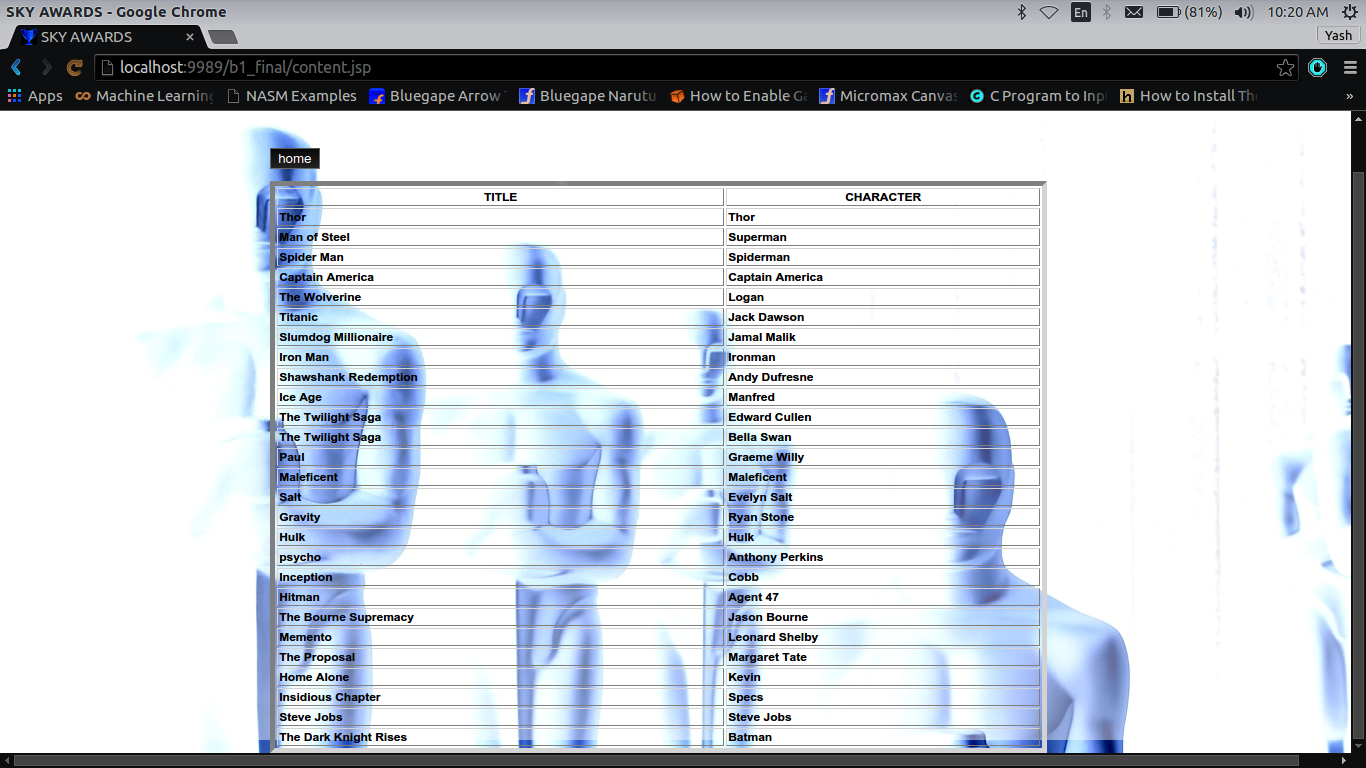 SKY AWARDS - Google Chrome En (81%) 10:20 AM
SKY AWARDS × Yash
localhost:9989/b1_final/content.jsp
Apps Machine Learning NASM Examples Bluegape Arrow Bluegape Narutu How to Enable Ga Micromax Canvas C Program to Inp How to Install Th »
home
TITLE CHARACTER
Thor Thor
Man of Steel Superman
Spider Man Spiderman
Captain America Captain America
The Wolverine Logan
Titanic Jack Dawson
Slumdog Millionaire Jamal Malik
Iron Man Ironman
Shawshank Redemption Andy Dufresne
Ice Age Manfred
The Twilight Saga Edward Cullen
The Twilight Saga Bella Swan
Paul Graeme Willy
Maleficent Maleficent
Salt Evelyn Salt
Gravity Ryan Stone
Hulk Hulk
psycho Anthony Perkins
Inception Cobb
Hitman Agent 47
The Bourne Supremacy Jason Bourne
Memento Leonard Shelby
The Proposal Margaret Tate
Home Alone Kevin
Insidious Chapter Specs
Steve Jobs Steve Jobs
The Dark Knight Rises Batman